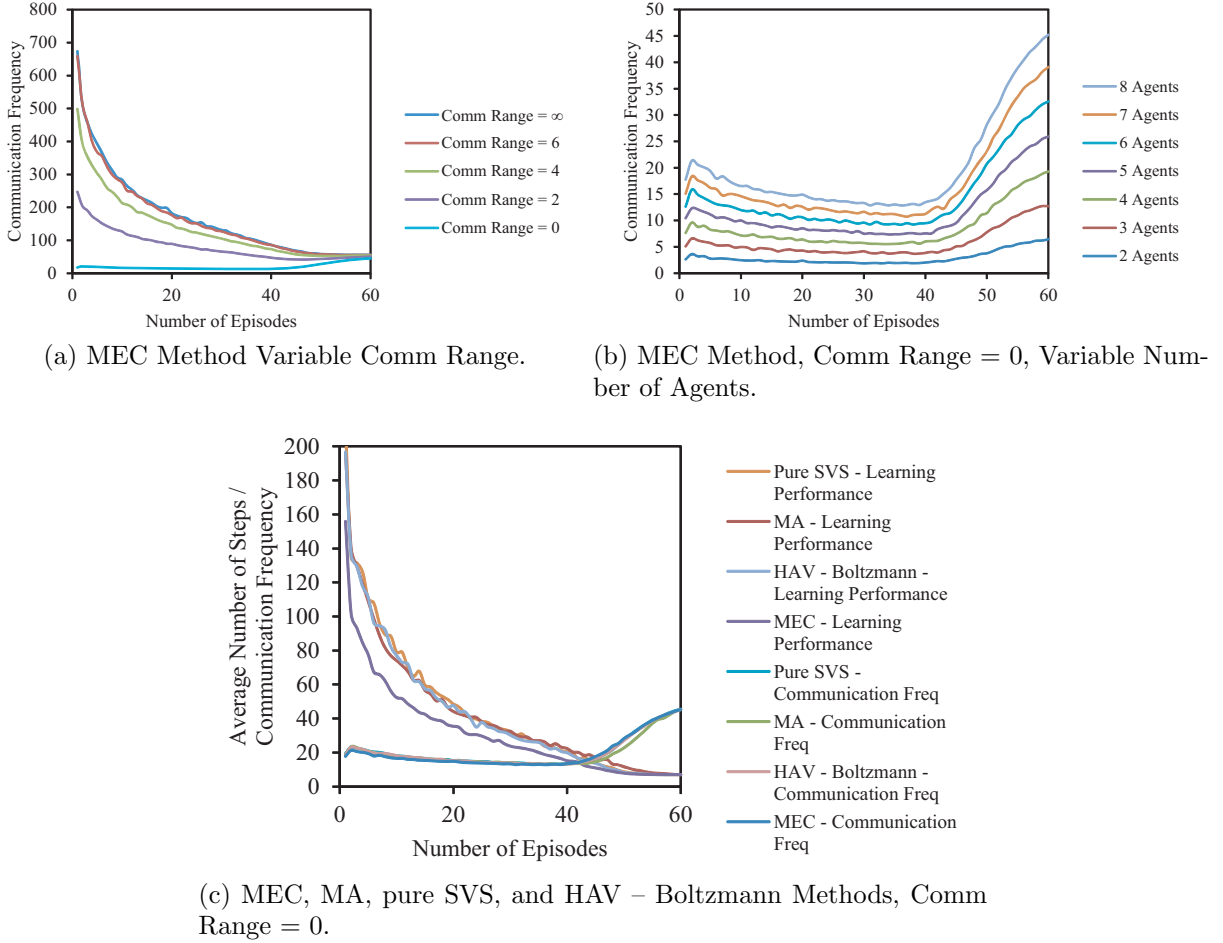 800
700
600
500
400
300
200
100
0
Communication Frequency
0
20
40
60
Number of Episodes
Comm Range = ∞
Comm Range = 6
Comm Range = 4
Comm Range = 2
Comm Range = 0
(a) MEC Method Variable Comm Range.
50
45
40
35
30
25
20
15
10
5
0
Communication Frequency
0
10
20
30
40
50
60
Number of Episodes
8 Agents
7 Agents
6 Agents
5 Agents
4 Agents
3 Agents
2 Agents
(b) MEC Method, Comm Range = 0, Variable Num-
ber of Agents.
200
180
160
140
120
100
80
60
40
20
0
Average Number of Steps /
Communication Frequency
0
20
40
60
Number of Episodes
Pure SVS - Learning
Performance
MA - Learning
Performance
HAV - Boltzmann -
Learning Performance
MEC - Learning
Performance
Pure SVS -
Communication Freq
MA - Communication
Freq
HAV - Boltzmann -
Communication Freq
MEC - Communication
Freq
(c) MEC, MA, pure SVS, and HAV – Boltzmann Methods, Comm
Range = 0.